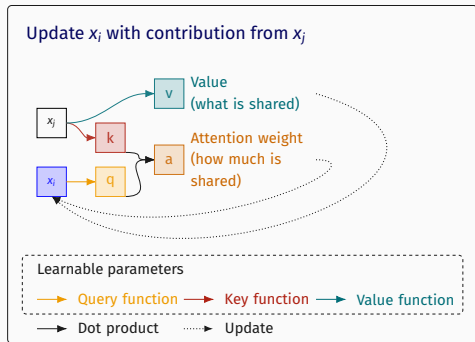 Update xi with contribution from xj
Value
(what is shared)
v
xj
k
Attention weight
(how much is
shared)
a
xi
q
Learnable parameters
Query function
Key function
Value function
Dot product
Update